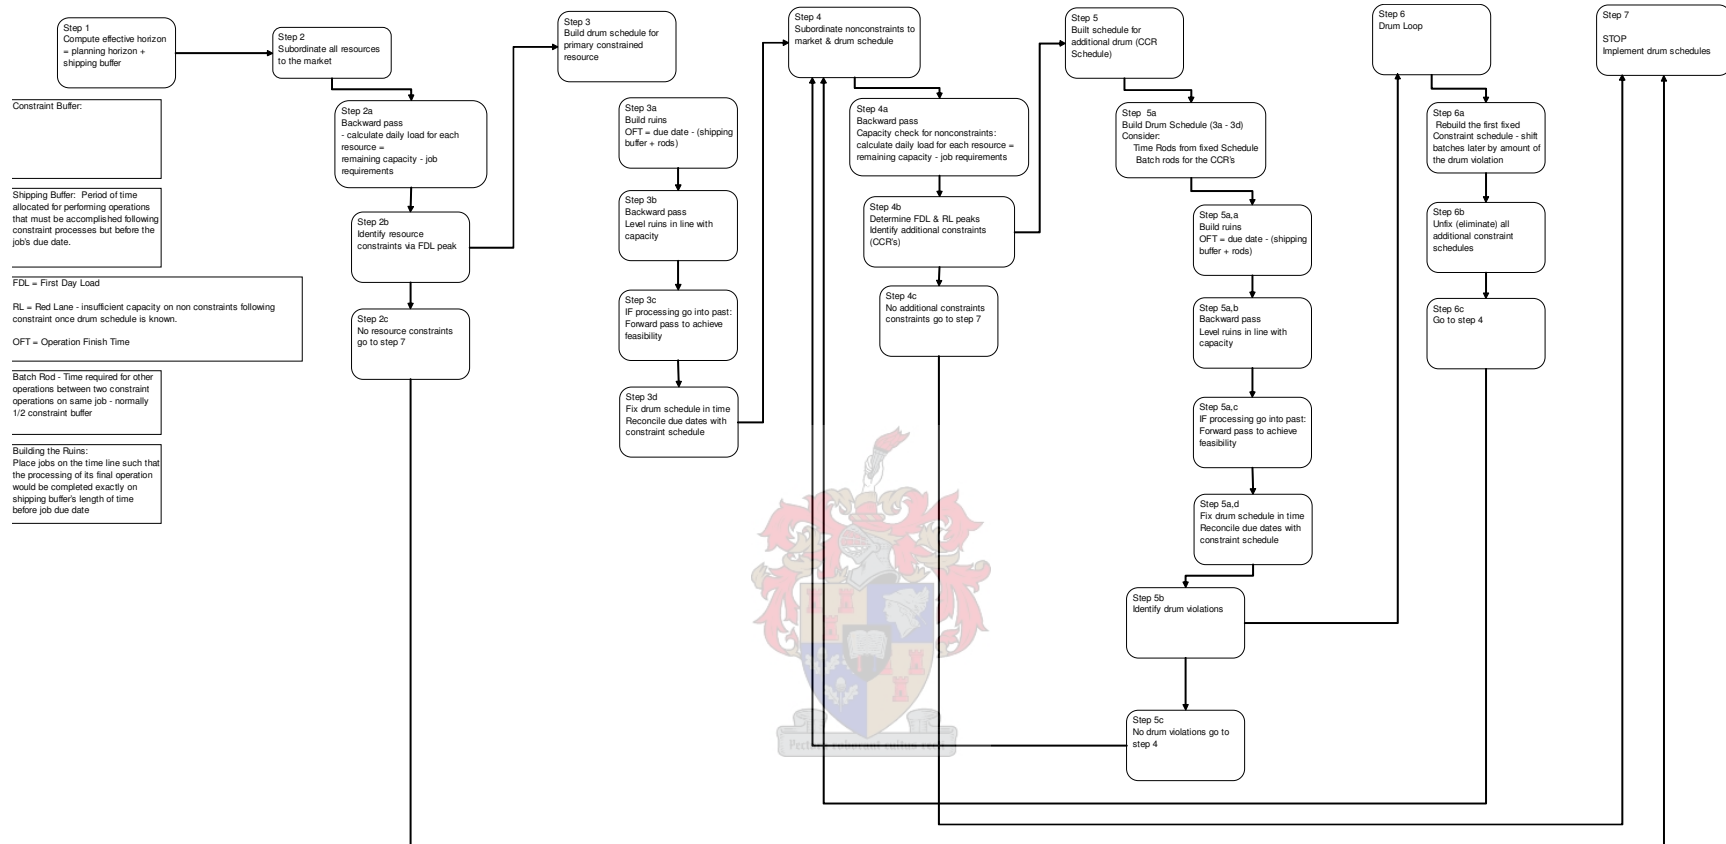 Step 1
Compute effective horizon
= planning horizon +
shipping buffer
Step 2
Subordinate all resources
to the market
Step 2a
Backward pass
- calculate daily load for each
resource =
remaining capacity - job
requirements
Step 2b
Identify resource
constraints via FDL peak
Step 2c
No resource constraints
go to step 7
Constraint Buffer:
Shipping Buffer: Period of time
allocated for performing operations
that must be accomplished following
constraint processes but before the
job's due date.
FDL = First Day Load
RL = Red Lane - insufficient capacity on non constraints following
constraint once drum schedule is known.
OFT = Operation Finish Time
Batch Rod - Time required for other
operations between two constraint
operations on same job - normally
1/2 constraint buffer
Building the Ruins:
Place jobs on the time line such that
the processing of its final operation
would be completed exactly on
shipping buffer's length of time
before job due date
Step 3
Build drum schedule for
primary constrained
resource
Step 3a
Build ruins
OFT = due date - (shipping
buffer + rods)
Step 3b
Backward pass
Level ruins in line with
capacity
Step 3c
IF processing go into past:
Forward pass to achieve
feasibility
Step 3d
Fix drum schedule in time
Reconcile due dates with
constraint schedule
Step 4
Subordinate nonconstraints to
market & drum schedule
Step 4a
Backward pass
Capacity check for nonconstraints:
calculate daily load for each resource =
remaining capacity - job requirements
Step 4b
Determine FDL & RL peaks
Identify additional constraints
(CCR's)
Step 4c
No additional constraints
constraints go to step 7
Step 5
Built schedule for
additional drum (CCR
Schedule)
Step 5a
Build Drum Schedule (3a - 3d)
Consider:
Time Rods from fixed Schedule
Batch rods for the CCR's
Step 5a,a
Build ruins
OFT = due date - (shipping
buffer + rods)
Step 5a,b
Backward pass
Level ruins in line with
capacity
Step 5a,c
IF processing go into past:
Forward pass to achieve
feasibility
Step 5a,d
Fix drum schedule in time
Reconcile due dates with
constraint schedule
Step 5b
Identify drum violations
Step 5c
No drum violations go to
step 4
Step 6
Drum Loop
Step 6a
Rebuild the first fixed
Constraint schedule - shift
batches later by amount of
the drum violation
Step 6b
Unfix (eliminate) all
additional constraint
schedules
Step 6c
Go to step 4
Step 7
STOP
Implement drum schedules